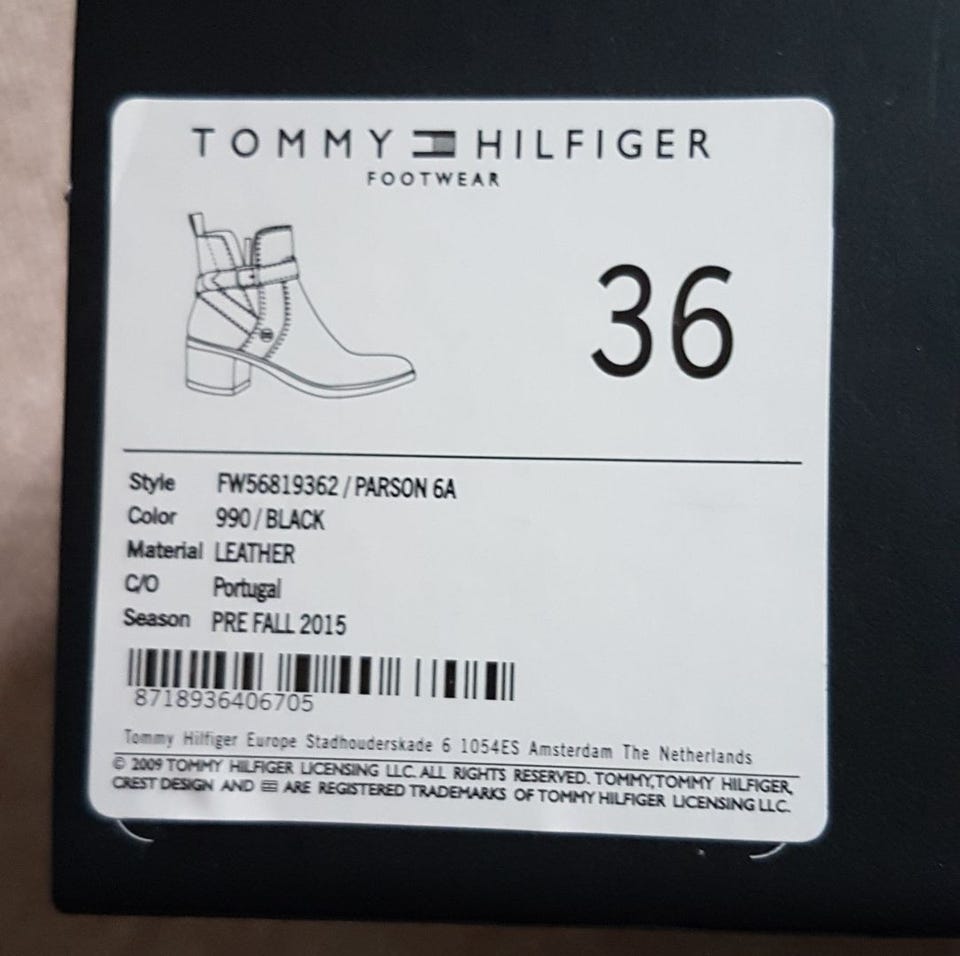 TOMMY HILFIGER
FOOTWEAR
36
Style FW56819362 / PARSON 6A
Color 990 / BLACK
Material LEATHER
C/O Portugal
Season PRE FALL 2015
8718936406705
Tommy Hilfiger Europe Stadhouderskade 6 1054ES Amsterdam The Netherlands
© 2009 TOMMY HILFIGER LICENSING LLC. ALL RIGHTS RESERVED. TOMMY,TOMMY HILFIGER,
CREST DESIGN AND ARE REGISTERED TRADEMARKS OF TOMMY HILFIGER LICENSING LLC.